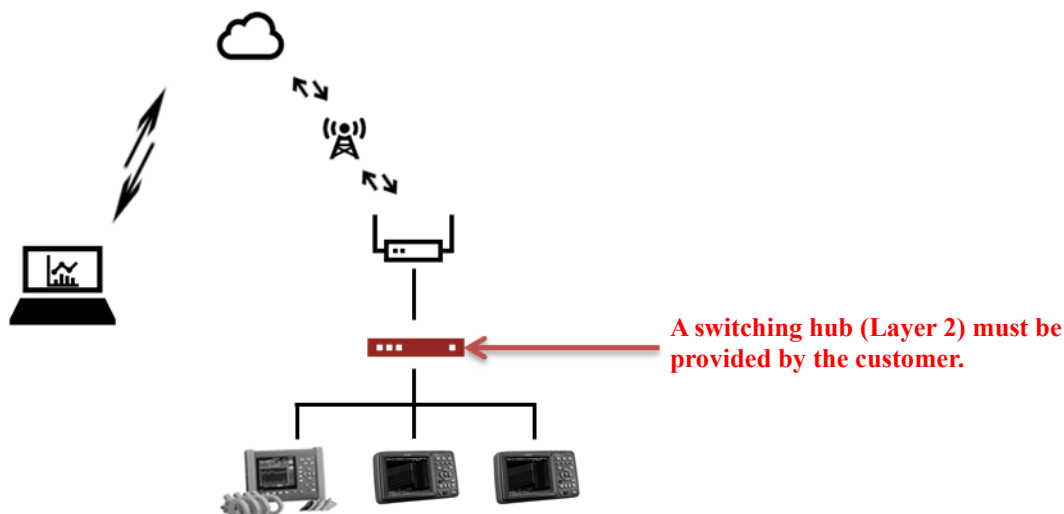 A switching hub (Layer 2) must be
provided by the customer.